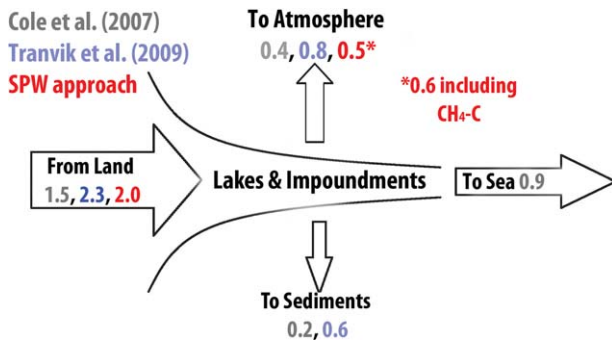 Cole et al. (2007)
Tranvik et al. (2009)
SPW approach
To Atmosphere
0.4, 0.8, 0.5*
*0.6 including
CH₄-C
From Land
1.5, 2.3, 2.0
Lakes & Impoundments
To Sea 0.9
To Sediments
0.2, 0.6